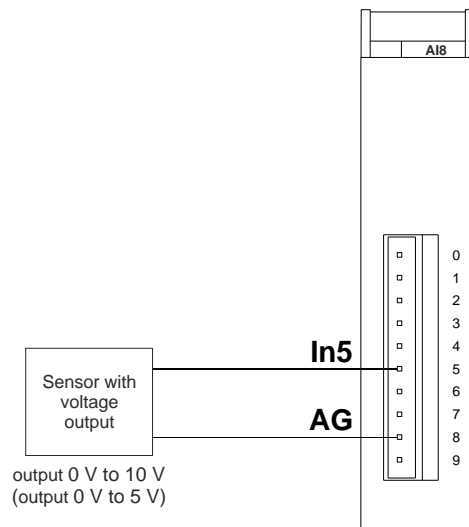 AI8
0
1
2
3
4
In5
5
6
7
AG
8
9
Sensor with
voltage
output
output 0 V to 10 V
(output 0 V to 5 V)